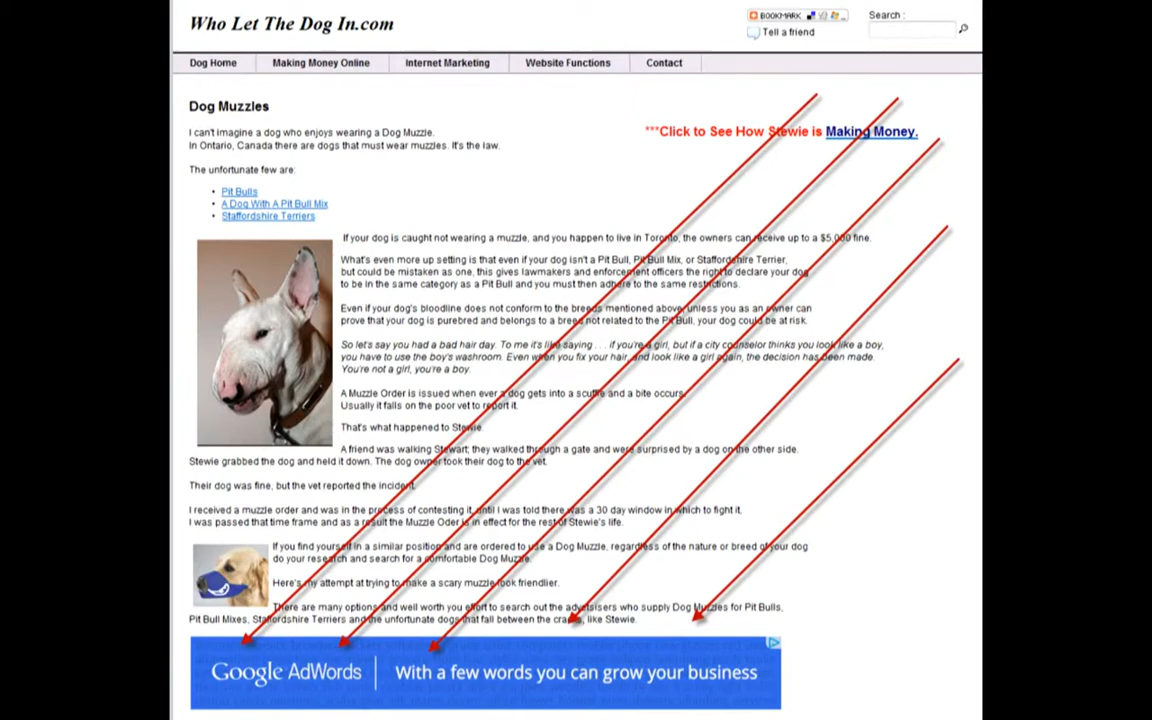 Who Let The Dog In.com
BOOKMARK
Search :
Tell a friend
Dog Home
Making Money Online
Internet Marketing
Website Functions
Contact
Dog Muzzles
***Click to See How Stewie is Making Money.
I can't imagine a dog who enjoys wearing a Dog Muzzle.
In Ontario, Canada there are dogs that must wear muzzles. It's the law.
The unfortunate few are:
• Pit Bulls
• A Dog With A Pit Bull Mix
• Staffordshire Terriers
If your dog is caught not wearing a muzzle, and you happen to live in Toronto, the owners can receive up to a $5,000 fine.
What's even more up setting is that even if your dog isn't a Pit Bull, Pit Bull Mix, or Staffordshire Terrier,
but could be mistaken as one, this gives lawmakers and enforcement officers the right to declare your dog
to be in the same category as a Pit Bull and you must then adhere to the same restrictions.
Even if your dog's bloodline does not conform to the breeds mentioned above, unless you as an owner can
prove that your dog is purebred and belongs to a breed not related to the Pit Bull, your dog could be at risk.
So let's say you had a bad hair day. To me it's like saying . . . if you're a girl, but if a city counselor thinks you look like a boy,
you have to use the boy's washroom. Even when you fix your hair, and look like a girl again, the decision has been made.
You're not a girl, you're a boy.
A Muzzle Order is issued when ever a dog gets into a scuffle and a bite occurs.
Usually it falls on the poor vet to report it.
That's what happened to Stewie.
A friend was walking Stewart; they walked through a gate and were surprised by a dog on the other side.
Stewie grabbed the dog and held it down. The dog owner took their dog to the vet.
Their dog was fine, but the vet reported the incident.
I received a muzzle order and was in the process of contesting it, until I was told there was a 30 day window in which to fight it.
I was passed that time frame and as a result the Muzzle Oder is in effect for the rest of Stewie's life.
If you find yourself in a similar position and are ordered to use a Dog Muzzle, regardless of the nature or breed of your dog
do your research and search for a comfortable Dog Muzzle.
Here's my attempt at trying to make a scary muzzle look friendlier.
There are many options and well worth you effort to search out the advetsisers who supply Dog Muzzles for Pit Bulls,
Pit Bull Mixes, Staffordshire Terriers and the unfortunate dogs that fall between the cracks, like Stewie.
Google AdWords | With a few words you can grow your business